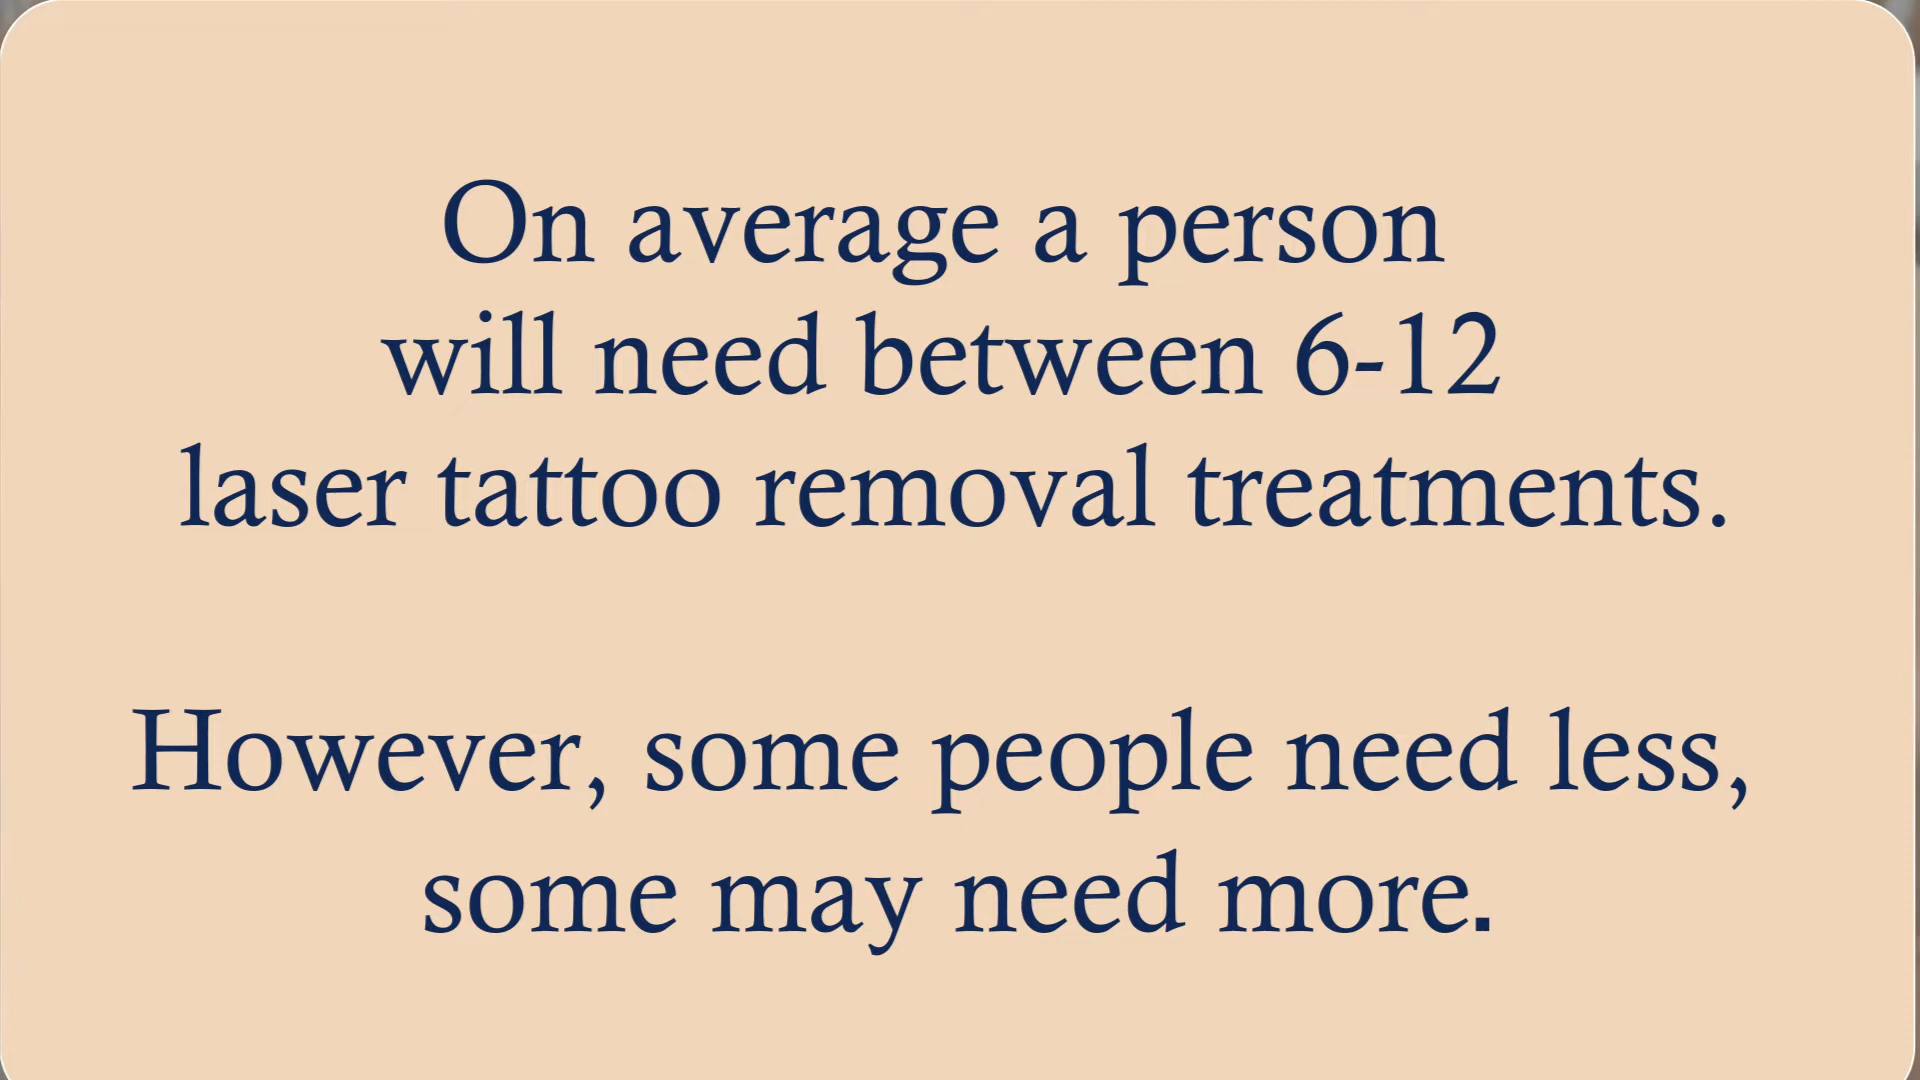 On average a person
will need between 6-12
laser tattoo removal treatments.
However, some people need less,
some may need more.